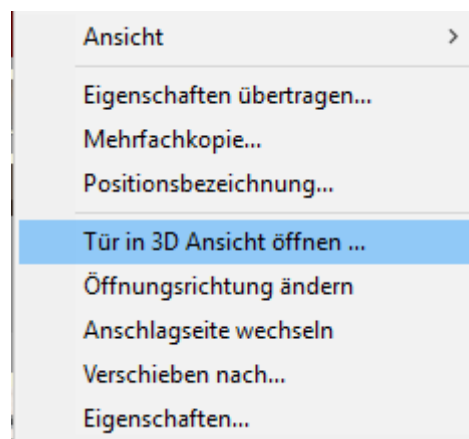 Ansicht
Eigenschaften übertragen...
Mehrfachkopie...
Positionsbezeichnung...
Tür in 3D Ansicht öffnen ...
Öffnungsrichtung ändern
Anschlagseite wechseln
Verschieben nach...
Eigenschaften...